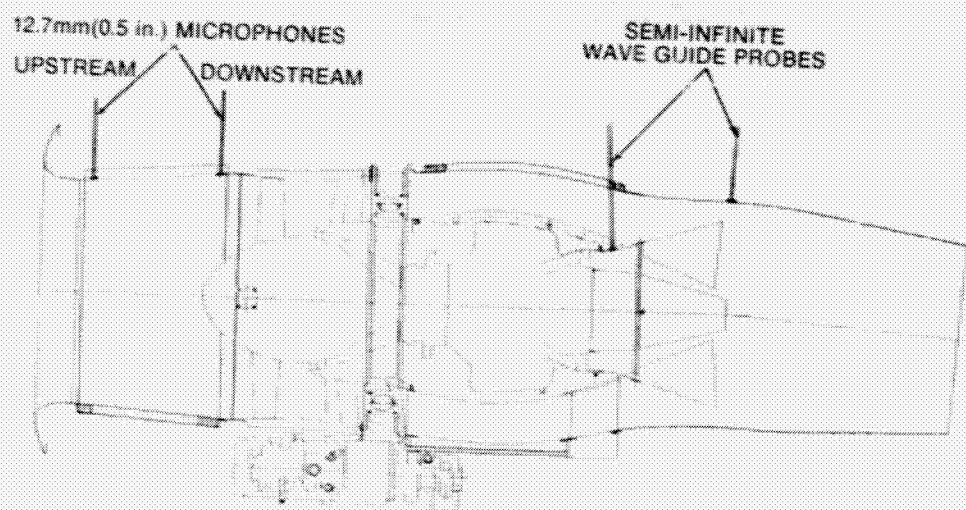 12.7mm(0.5 in.) MICROPHONES
UPSTREAM DOWNSTREAM
SEMI-INFINITE
WAVE GUIDE PROBES